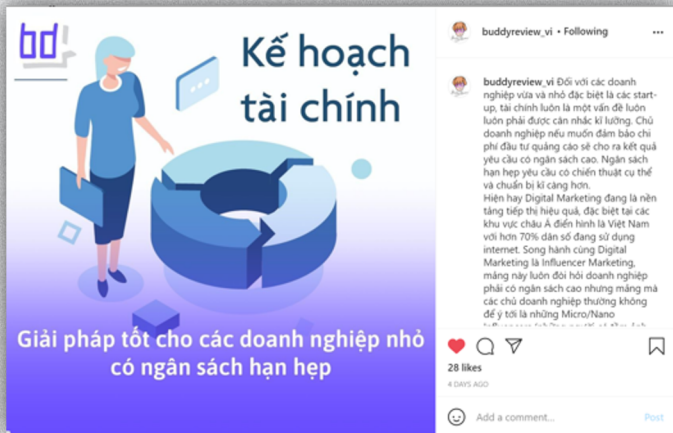 bd
Kế hoạch
tài chính
Giải pháp tốt cho các doanh nghiệp nhỏ
có ngân sách hạn hẹp
buddyreview_vi • Following
buddyreview_vi Đối với các doanh
nghiệp vừa và nhỏ đặc biệt là các start-
up, tài chính luôn là một vấn đề luôn
luôn phải được cân nhắc kĩ lưỡng. Chủ
doanh nghiệp nếu muốn đảm bảo chi
phí đầu tư quảng cáo sẽ cho ra kết quả
yêu cầu có ngân sách cao. Ngân sách
hạn hẹp yêu cầu có chiến thuật cụ thể
và chuẩn bị kĩ càng hơn.
Hiện hay Digital Marketing đang là nền
tảng tiếp thị hiệu quả, đặc biệt tại các
khu vực châu Á điển hình là Việt Nam
với hơn 70% dân số đang sử dụng
internet. Song hành cùng Digital
Marketing là Influencer Marketing,
mảng này luôn đòi hỏi doanh nghiệp
phải có ngân sách cao nhưng mảng mà
các chủ doanh nghiệp thường không
để ý tới là những Micro/Nano
28 likes
4 DAYS AGO
Add a comment...
Post